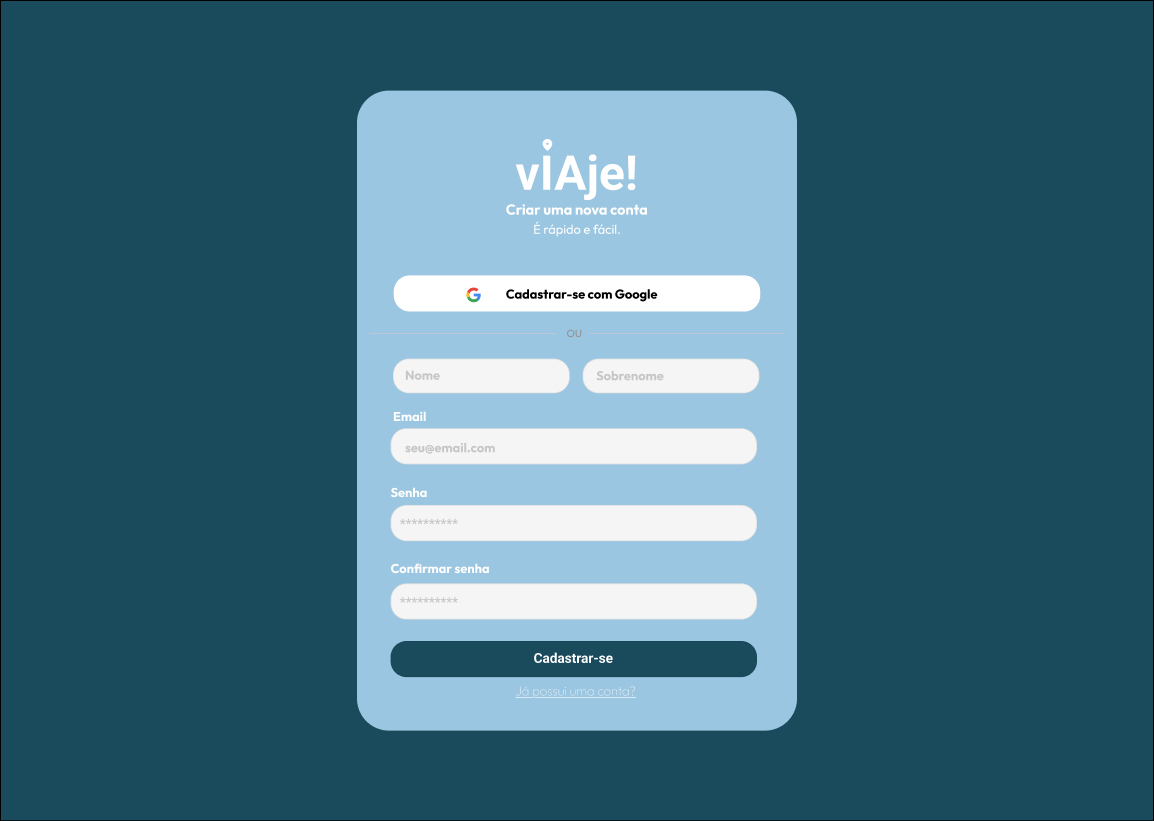 vIAje!
Criar uma nova conta
É rápido e fácil.
Cadastrar-se com Google
OU
Nome
Sobrenome
Email
seu@email.com
Senha
**********
Confirmar senha
**********
Cadastrar-se
Já possui uma conta?